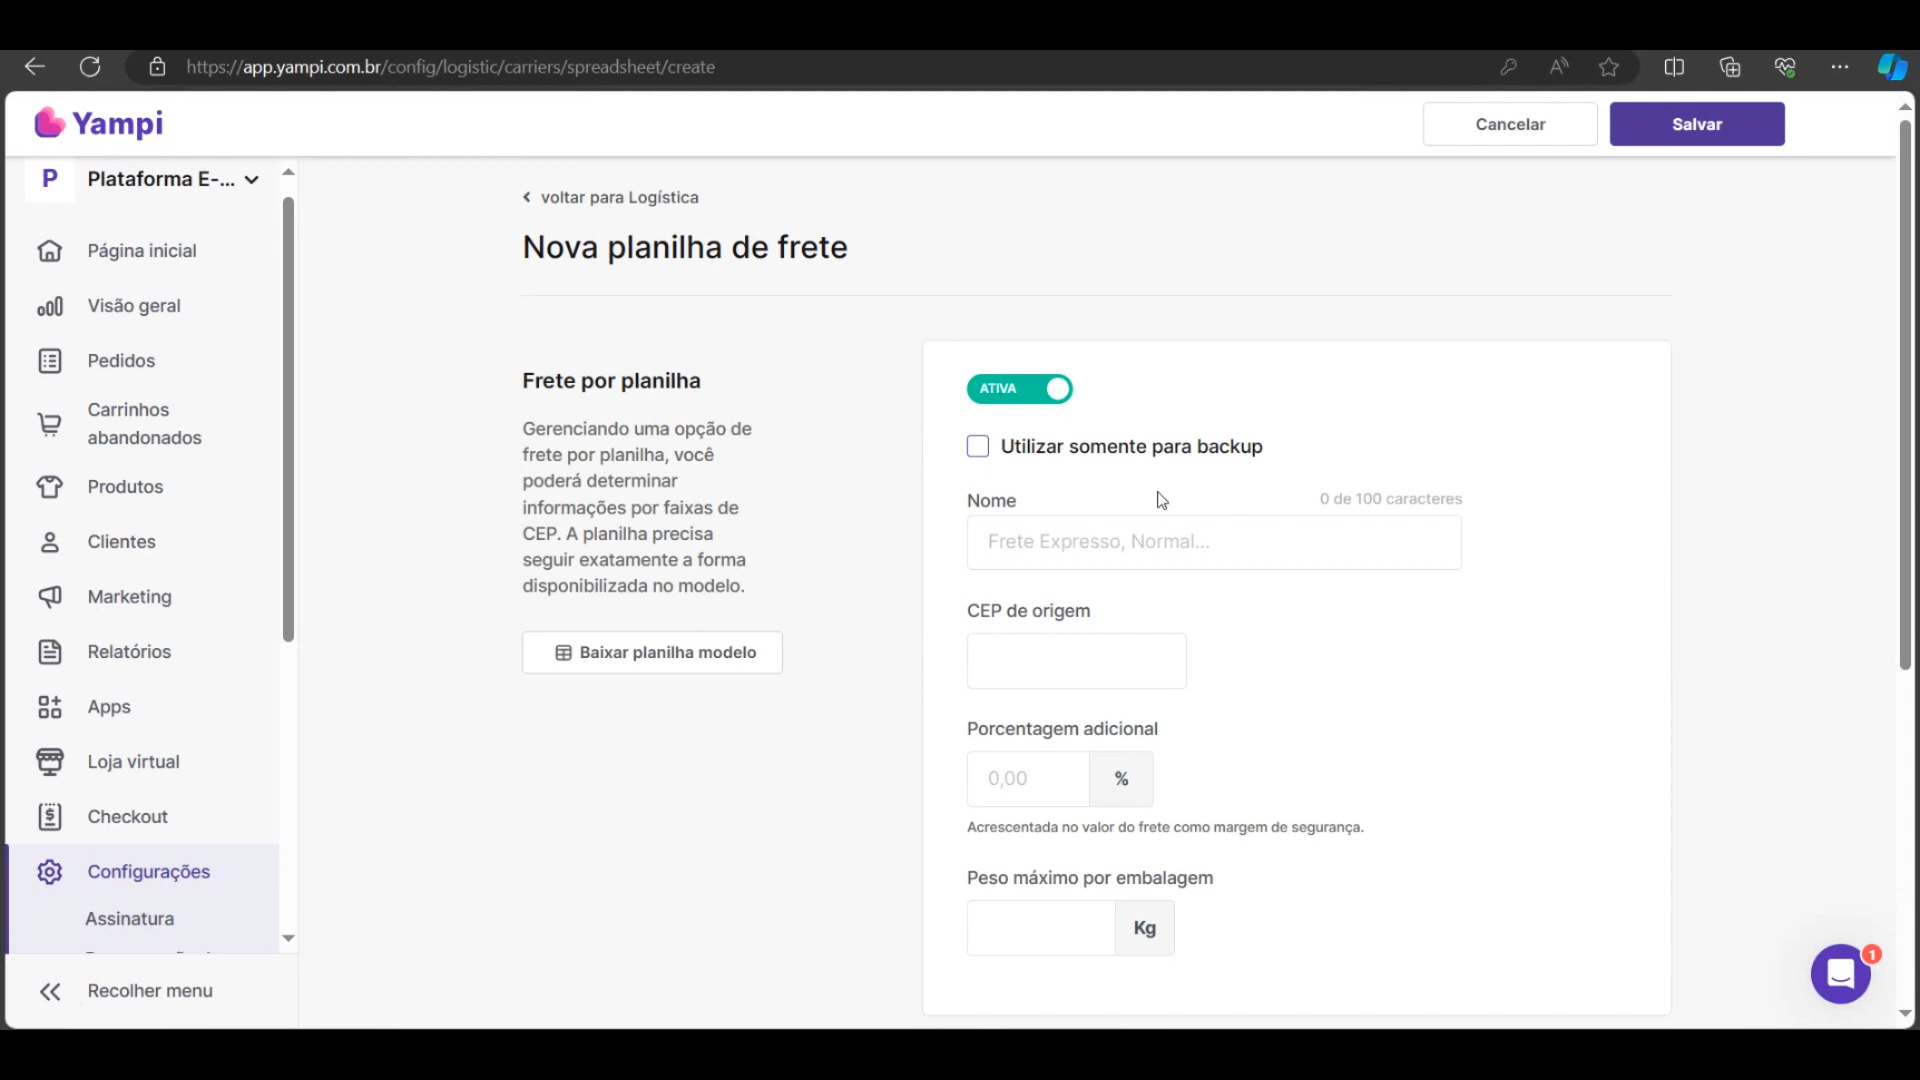 https://app.yampi.com.br/config/logistic/carriers/spreadsheet/create
Yampi
Cancelar
Salvar
P
Plataforma E-...
Página inicial
Visão geral
Pedidos
Carrinhos
abandonados
Produtos
Clientes
Marketing
Relatórios
Apps
Loja virtual
Checkout
Configurações
Assinatura
Recolher menu
voltar para Logística
Nova planilha de frete
Frete por planilha
Gerenciando uma opção de
frete por planilha, você
poderá determinar
informações por faixas de
CEP. A planilha precisa
seguir exatamente a forma
disponibilizada no modelo.
Baixar planilha modelo
ATIVA
Utilizar somente para backup
Nome
0 de 100 caracteres
Frete Expresso, Normal...
CEP de origem
Porcentagem adicional
0,00
%
Acrescentada no valor do frete como margem de segurança.
Peso máximo por embalagem
Kg
1